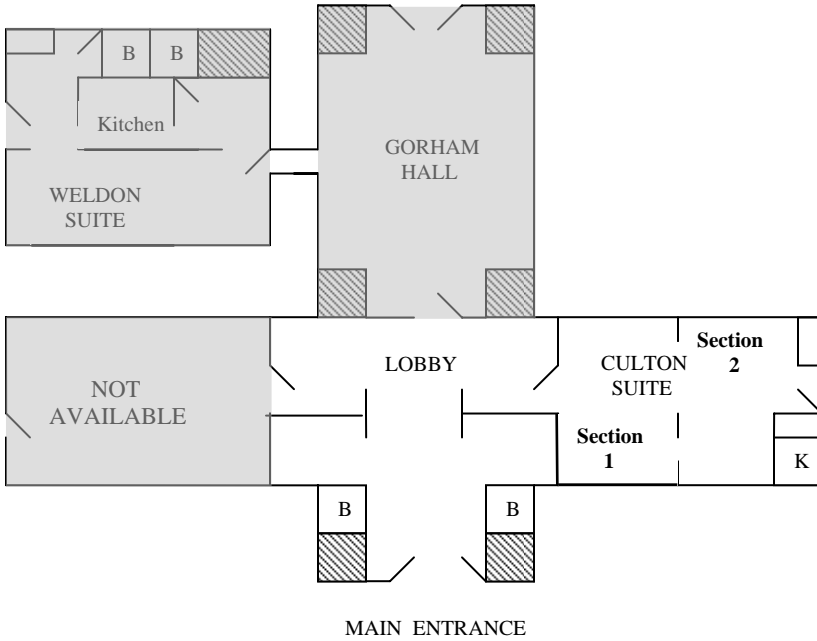 B B
Kitchen
GORHAM
HALL
WELDON
SUITE
LOBBY
CULTON
SUITE
Section
2
NOT
AVAILABLE
Section
1
K
B B
MAIN ENTRANCE